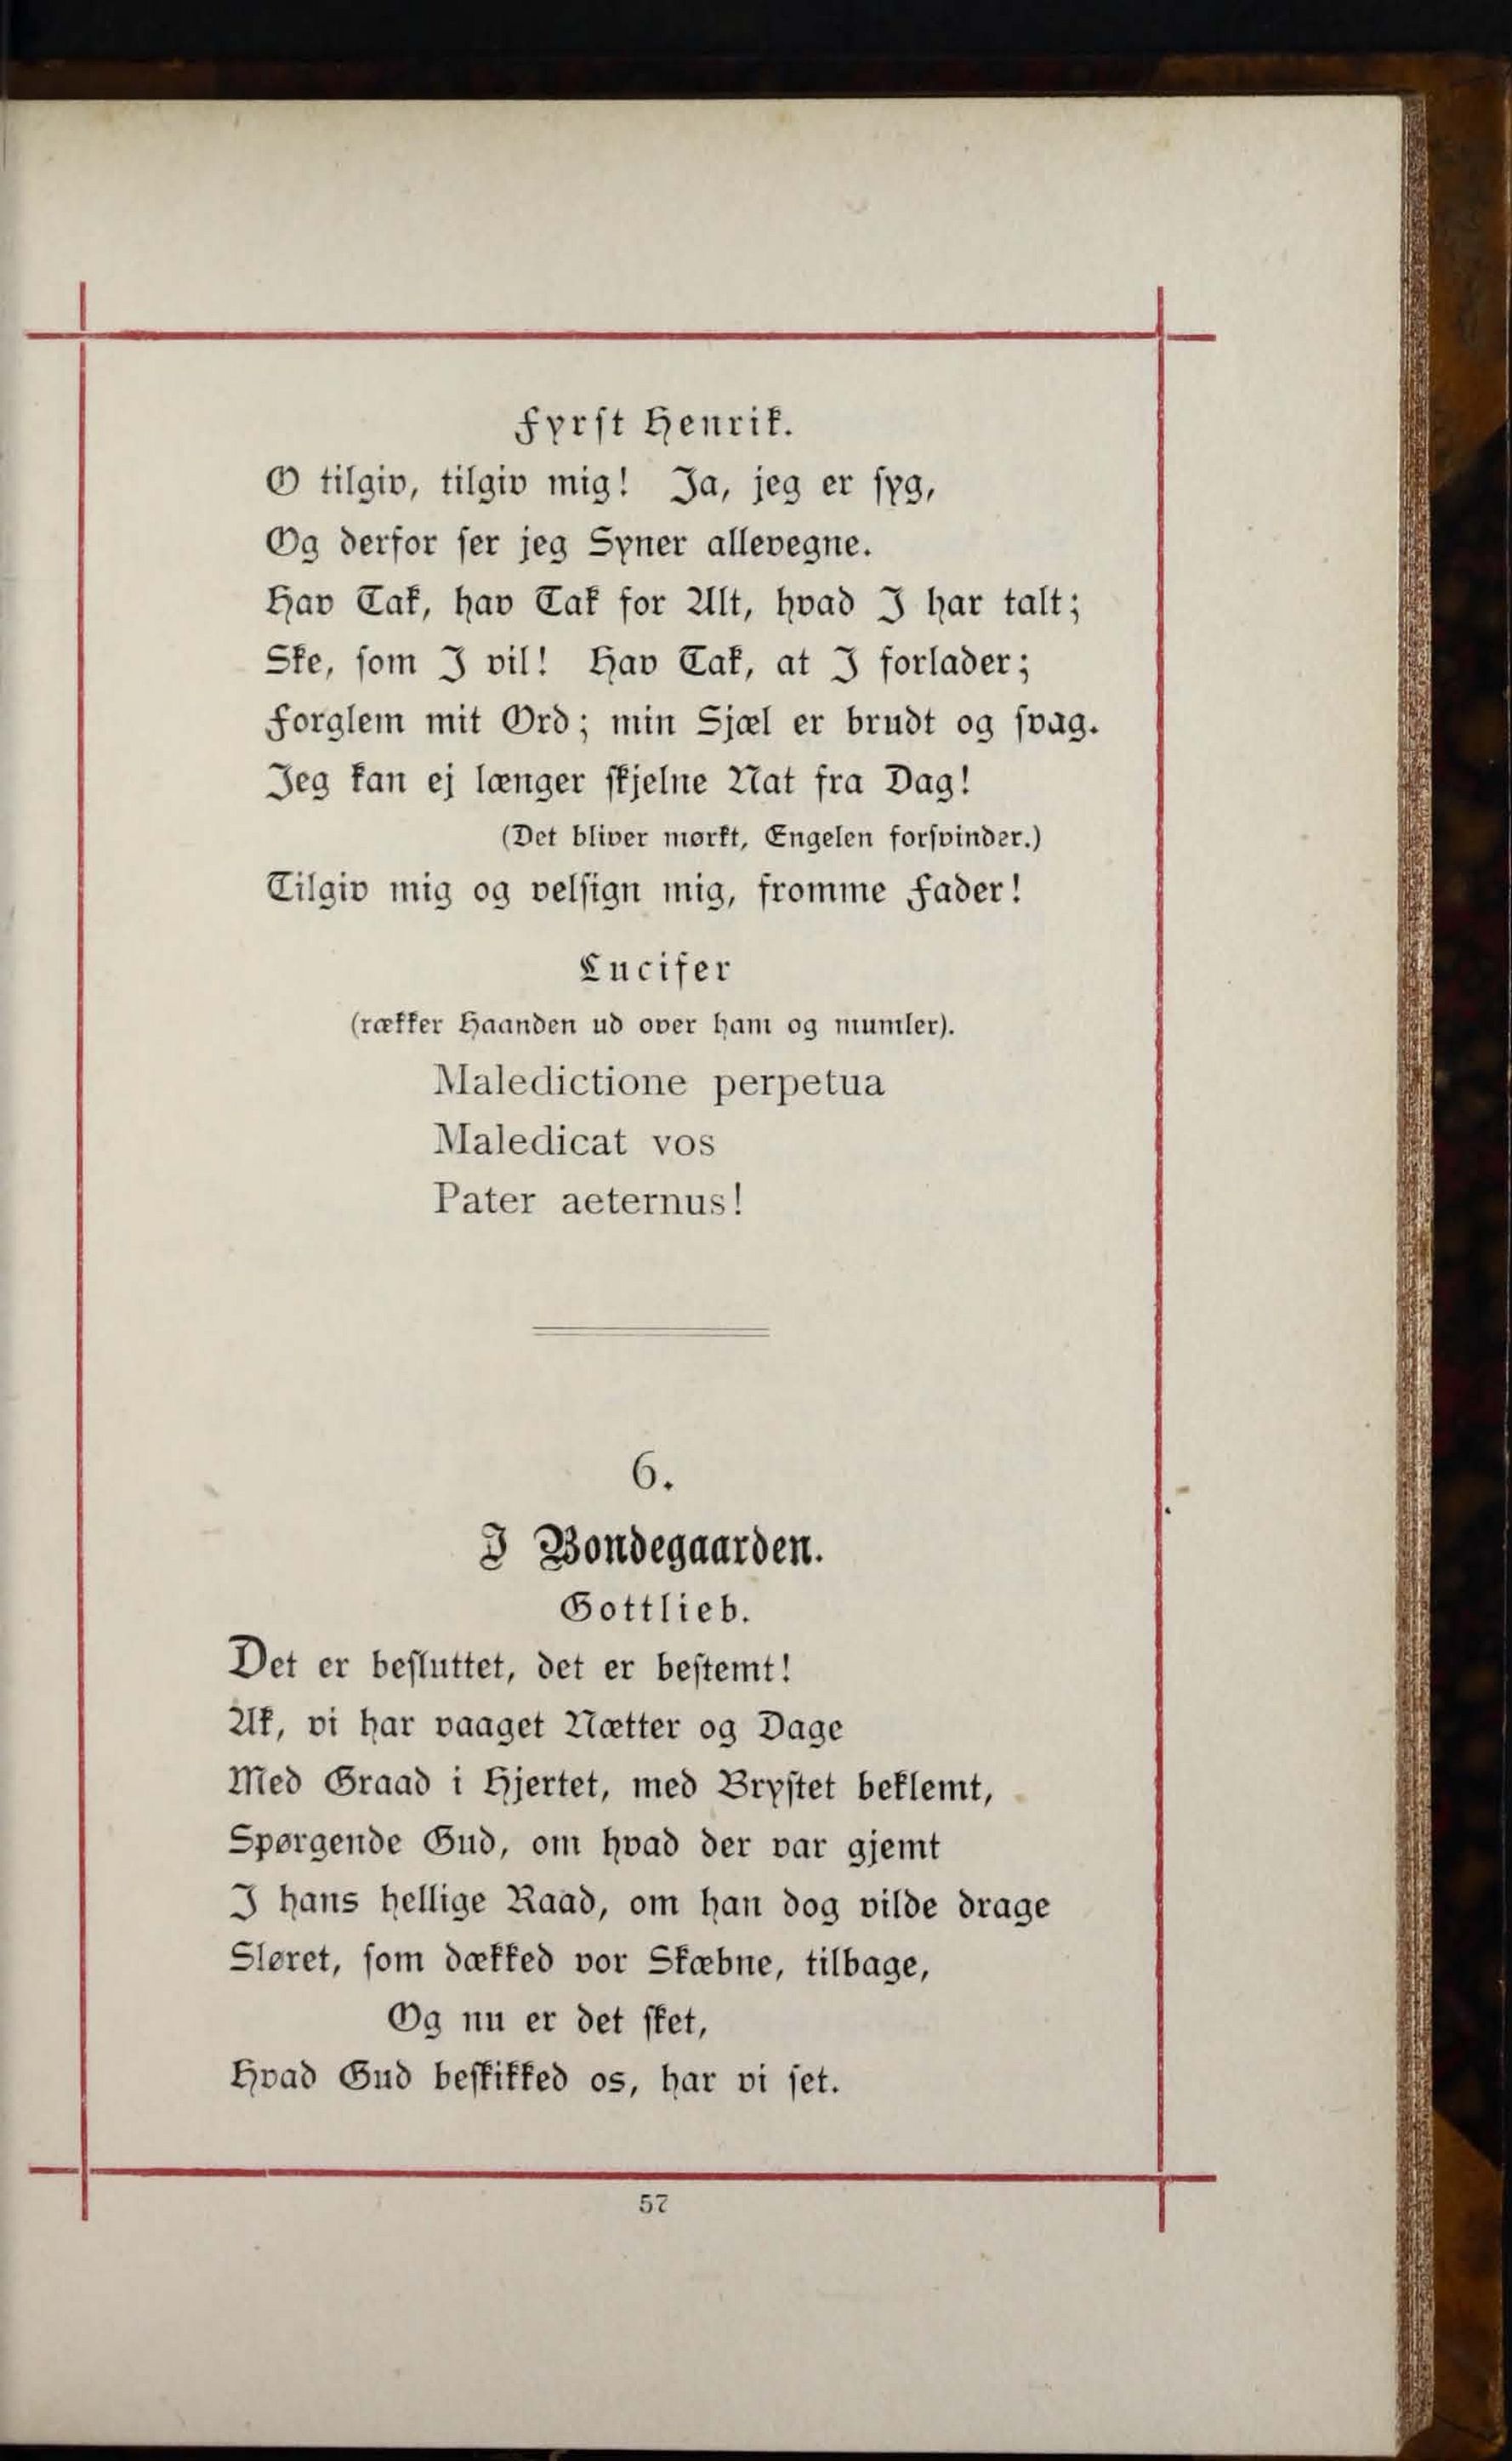 Fyrst Henrik.
O tilgiv, tilgiv mig! Ja, jeg er syg,
Og derfor ser jeg Syner allevegne.
Hav Tak, hav Tak for Alt, hvad I har talt;
Ske, som I vil! Hav Tak, at I forlader;
Forglem mit Ord; min Sjæl er brudt og svag.
Jeg kan ej længer skjelne Nat fra Dag!
(Det bliver mørkt, Engelen forsvinder.)
Tilgiv mig og velsign mig, fromme Fader!
Lucifer
(rækker Haanden ud over ham og mumler).
Maledictione perpetua
Maledicat vos
Pater aeternus!
6.
I Bondegaarden.
Gottlieb.
Det er besluttet, det er bestemt!
Ak, vi har vaaget Nætter og Dage
Med Graad i Hjertet, med Brystet beklemt,
Spørgende Gud, om hvad der var gjemt
I hans hellige Raad, om han dog vilde drage
Sløret, som dækked vor Skæbne, tilbage,
Og nu er det sket,
Hvad Gud beskikked os, har vi set.
57